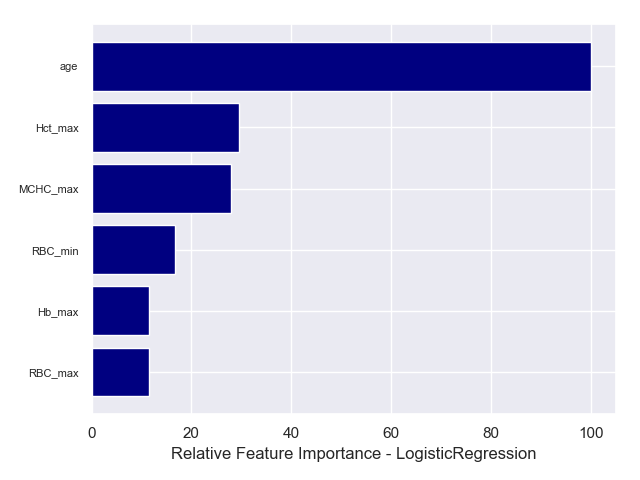 age
Hct_max
MCHC_max
RBC_min
Hb_max
RBC_max
0 20 40 60 80 100
Relative Feature Importance - LogisticRegression